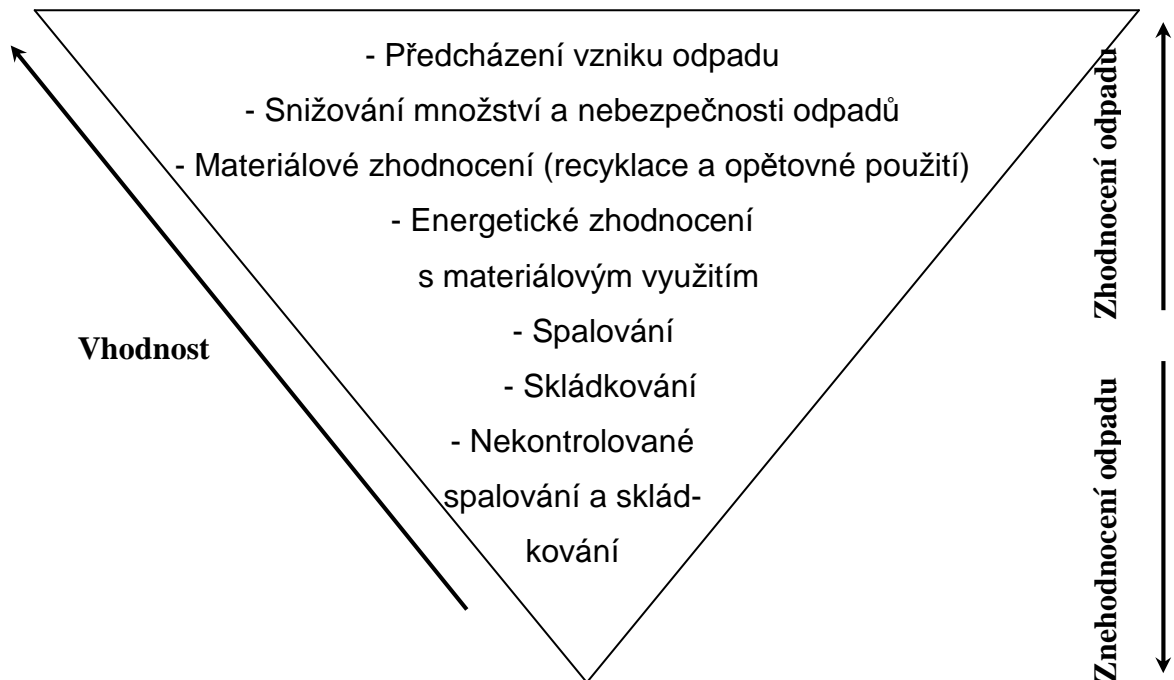 - Předcházení vzniku odpadu
- Snižování množství a nebezpečnosti odpadů
- Materiálové zhodnocení (recyklace a opětovné použití)
- Energetické zhodnocení
s materiálovým využitím
- Spalování
- Skládkování
- Nekontrolované
spalování a sklád-
kování
Vhodnost
Zhodnocení odpadu
Znehodnocení odpadu